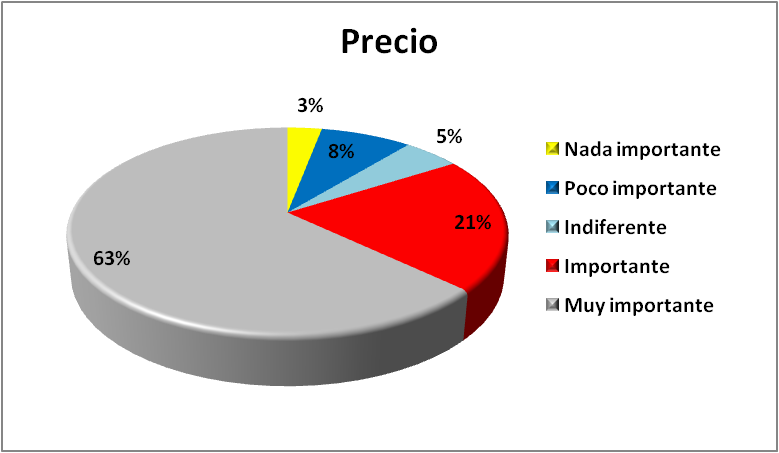 Precio
3%
8%
5%
21%
63%
Nada importante
Poco importante
Indiferente
Importante
Muy importante